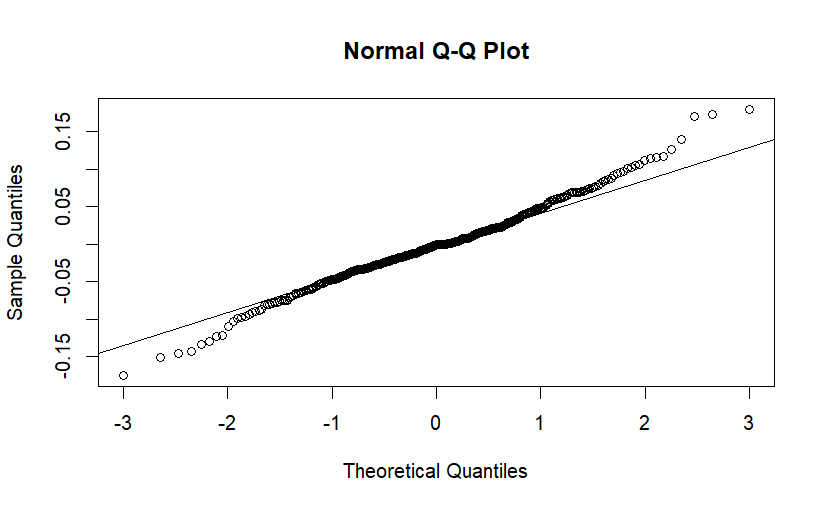 Normal Q-Q Plot
0.15
0.05
-0.05
-0.15
Sample Quantiles
-3 -2 -1 0 1 2 3
Theoretical Quantiles